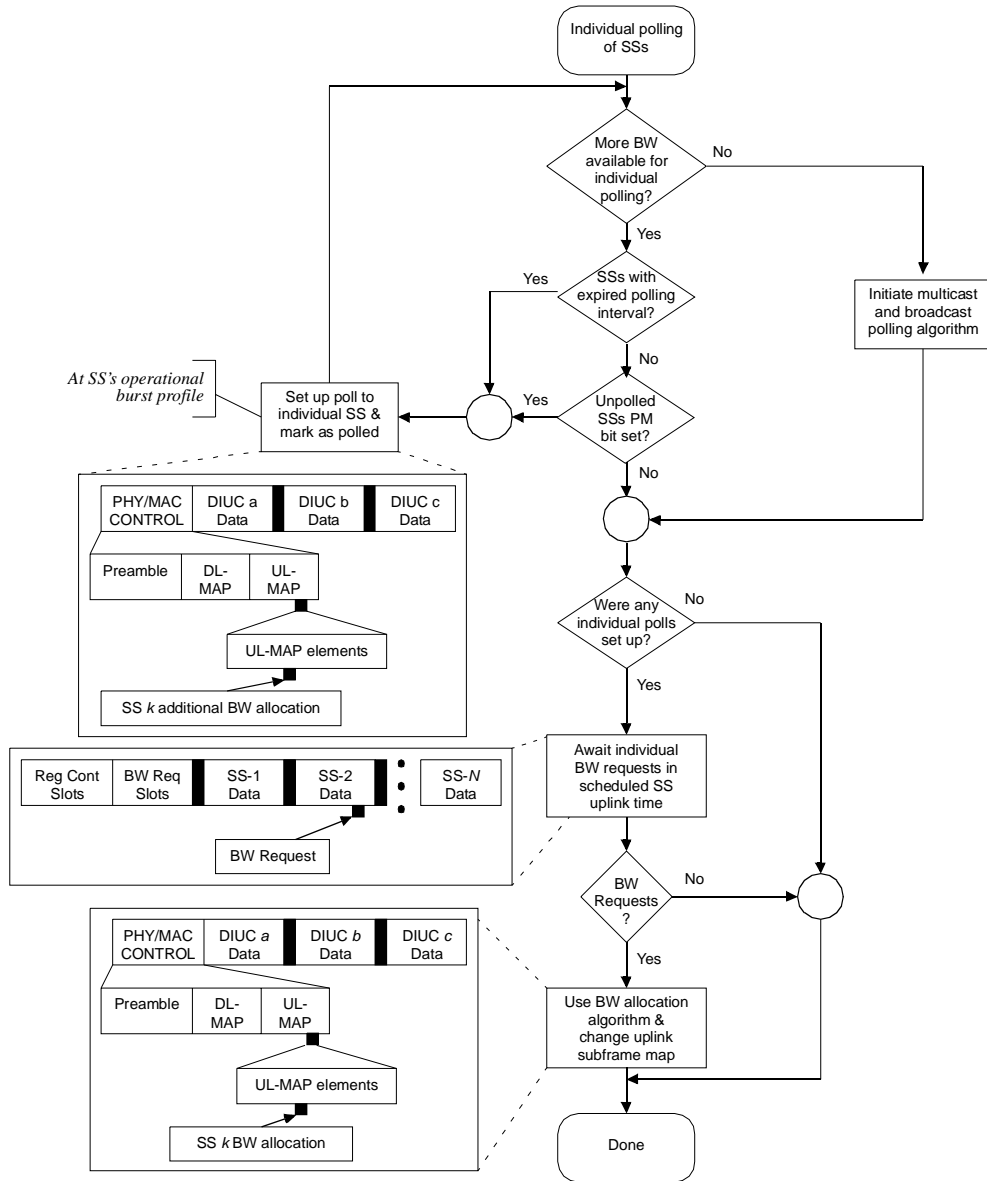 Individual polling
of SSs
More BW
available for
individual
polling?
No
Yes
SSs with
expired polling
interval?
Yes
No
Initiate multicast
and broadcast
polling algorithm
At SS's operational
burst profile
Set up poll to
individual SS &
mark as polled
Yes
Unpolled
SSs PM
bit set?
No
PHY/MAC
CONTROL
DIUC a
Data
DIUC b
Data
DIUC c
Data
Preamble
DL-
MAP
UL-
MAP
UL-MAP elements
SS k additional BW allocation
Were any
individual polls
set up?
No
Yes
Reg Cont
Slots
BW Req
Slots
SS-1
Data
SS-2
Data
SS-N
Data
BW Request
Await individual
BW requests in
scheduled SS
uplink time
BW
Requests
?
No
Yes
PHY/MAC
CONTROL
DIUC a
Data
DIUC b
Data
DIUC c
Data
Preamble
DL-
MAP
UL-
MAP
UL-MAP elements
SS k BW allocation
Use BW allocation
algorithm &
change uplink
subframe map
Done